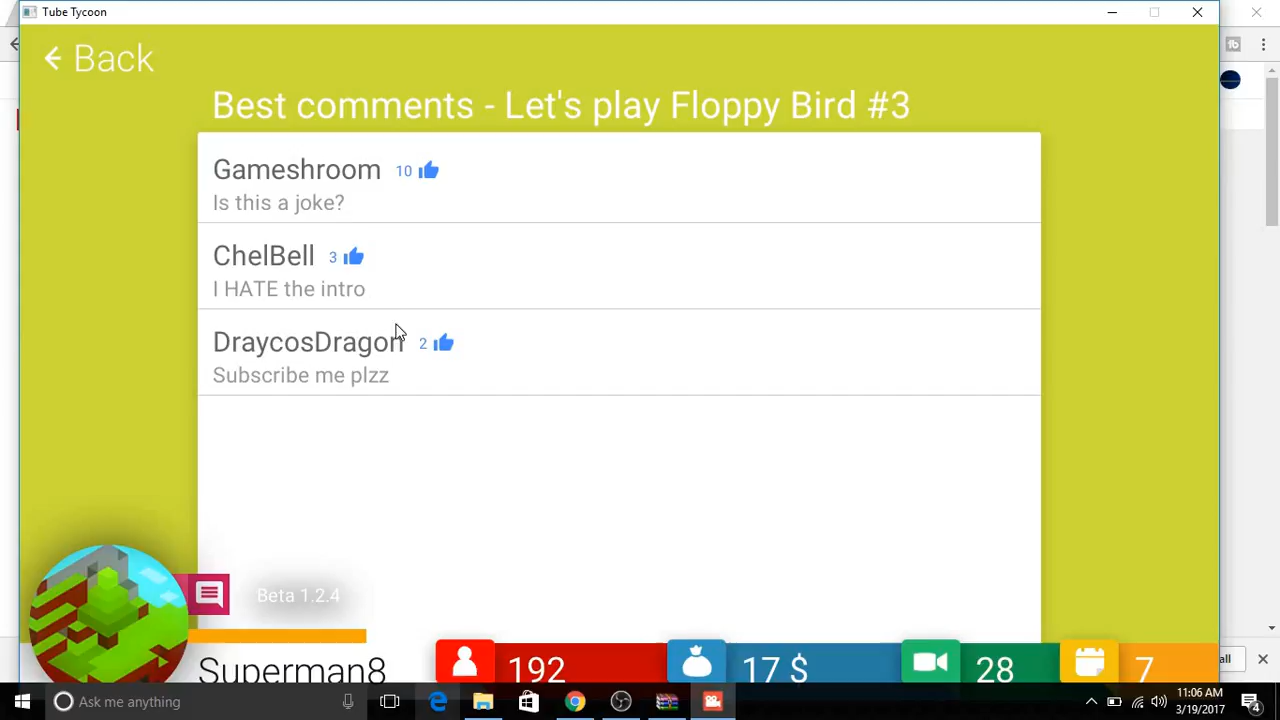 Tube Tycoon
Back
Best comments - Let's play Floppy Bird #3
Gameshroom 10
Is this a joke?
ChelBell 3
I HATE the intro
DraycosDragon 2
Subscribe me plzz
Beta 1.2.4
Superman8
192
17 $
28
7
all
Ask me anything
11:06 AM
3/19/2017
4